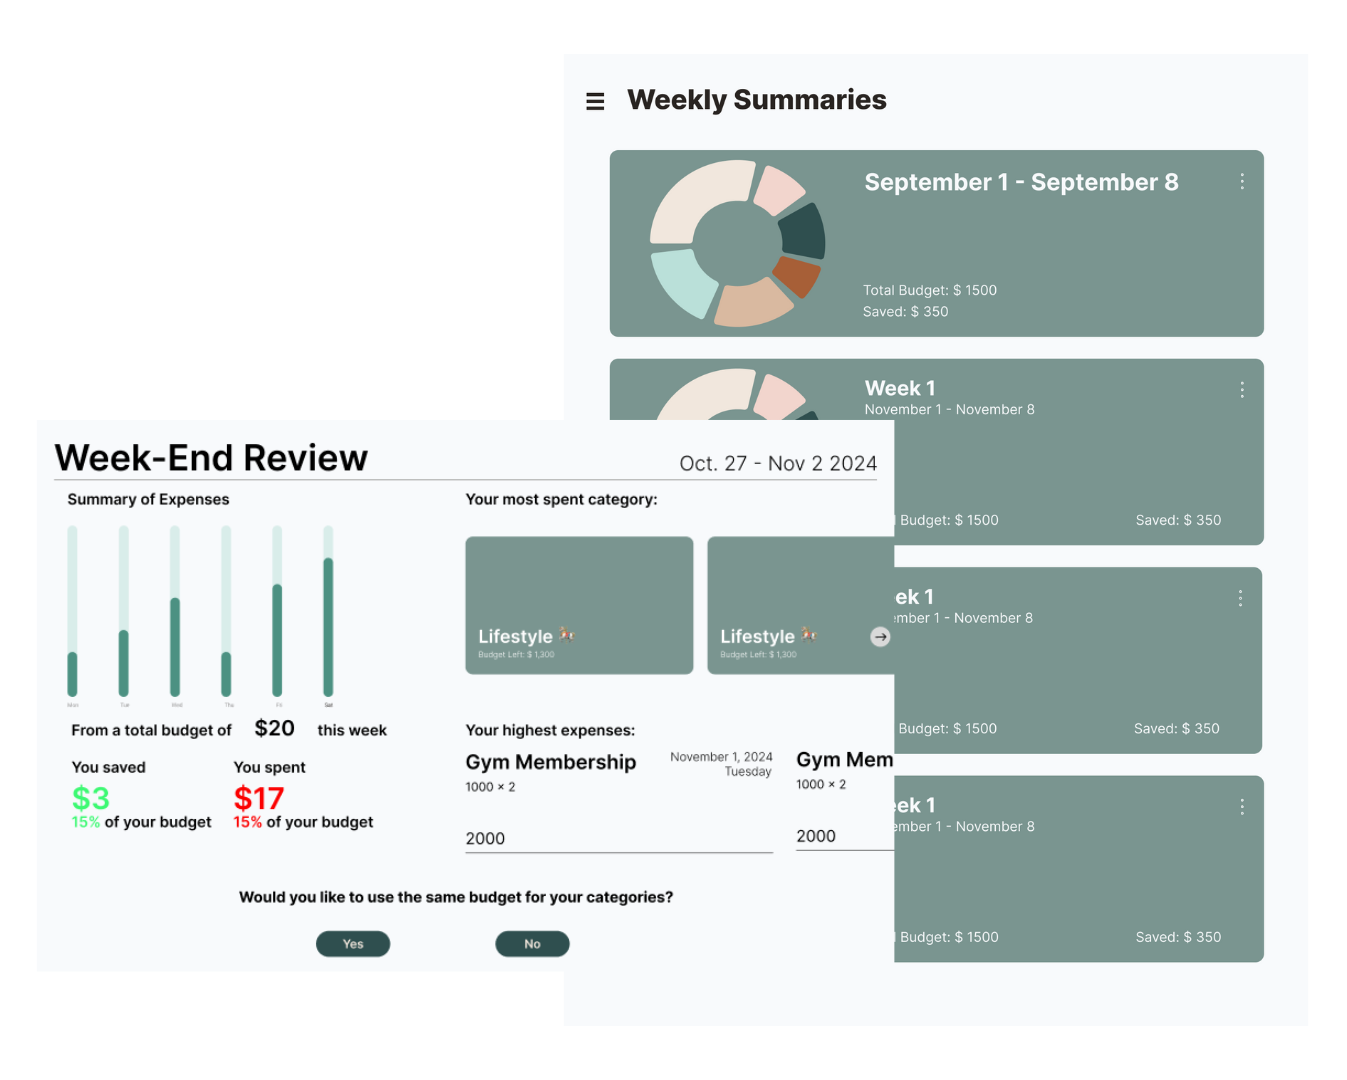 Weekly Summaries
September 1 - September 8
Total Budget: $ 1500
Saved: $ 350
Week 1
November 1 - November 8
Budget: $ 1500
Saved: $ 350
ek 1
mber 1 - November 8
Budget: $ 1500
Saved: $ 350
ek 1
mber 1 - November 8
Budget: $ 1500
Saved: $ 350
Week-End Review
Oct. 27 - Nov 2 2024
Summary of Expenses
Mon Tue Wed Thu Fri Sat
From a total budget of $20 this week
You saved
$3
15% of your budget
You spent
$17
15% of your budget
Your most spent category:
Lifestyle
Budget Left: $ 1,300
Lifestyle
Budget Left: $ 1,300
Your highest expenses:
Gym Membership
1000 × 2
November 1, 2024
Tuesday
2000
Gym Mem
1000 × 2
2000
Would you like to use the same budget for your categories?
Yes
No